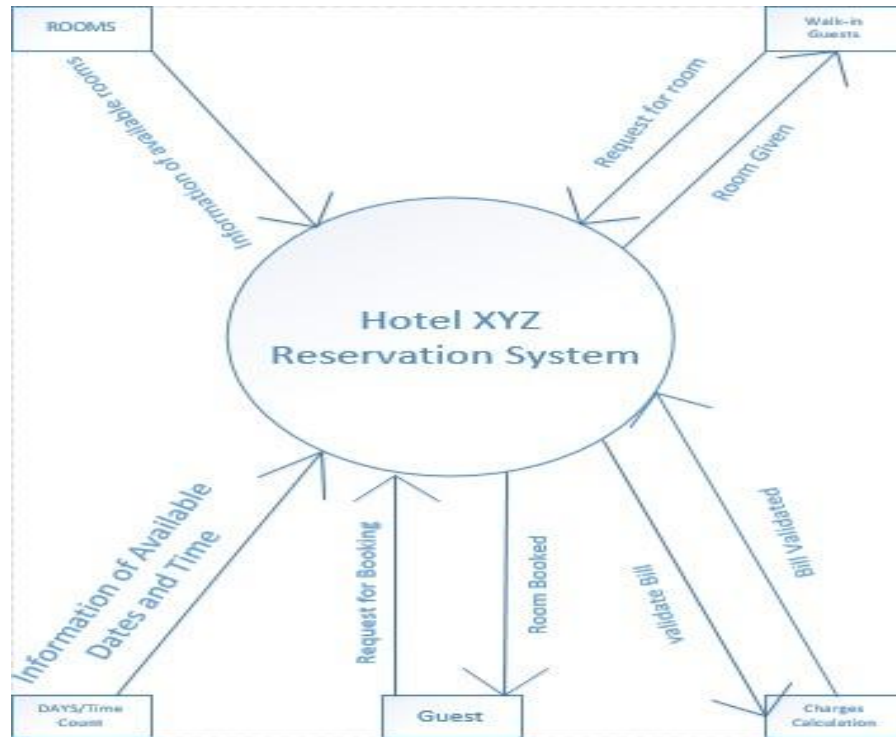 ROOMS
Walk-in
Guests
Information of available rooms
Request for room
Room Given
Hotel XYZ
Reservation System
Information of Available
Dates and Time
Request for Booking
Room Booked
validate Bill
Bill Validated
DAYS/Time
Count
Guest
Charges
Calculation